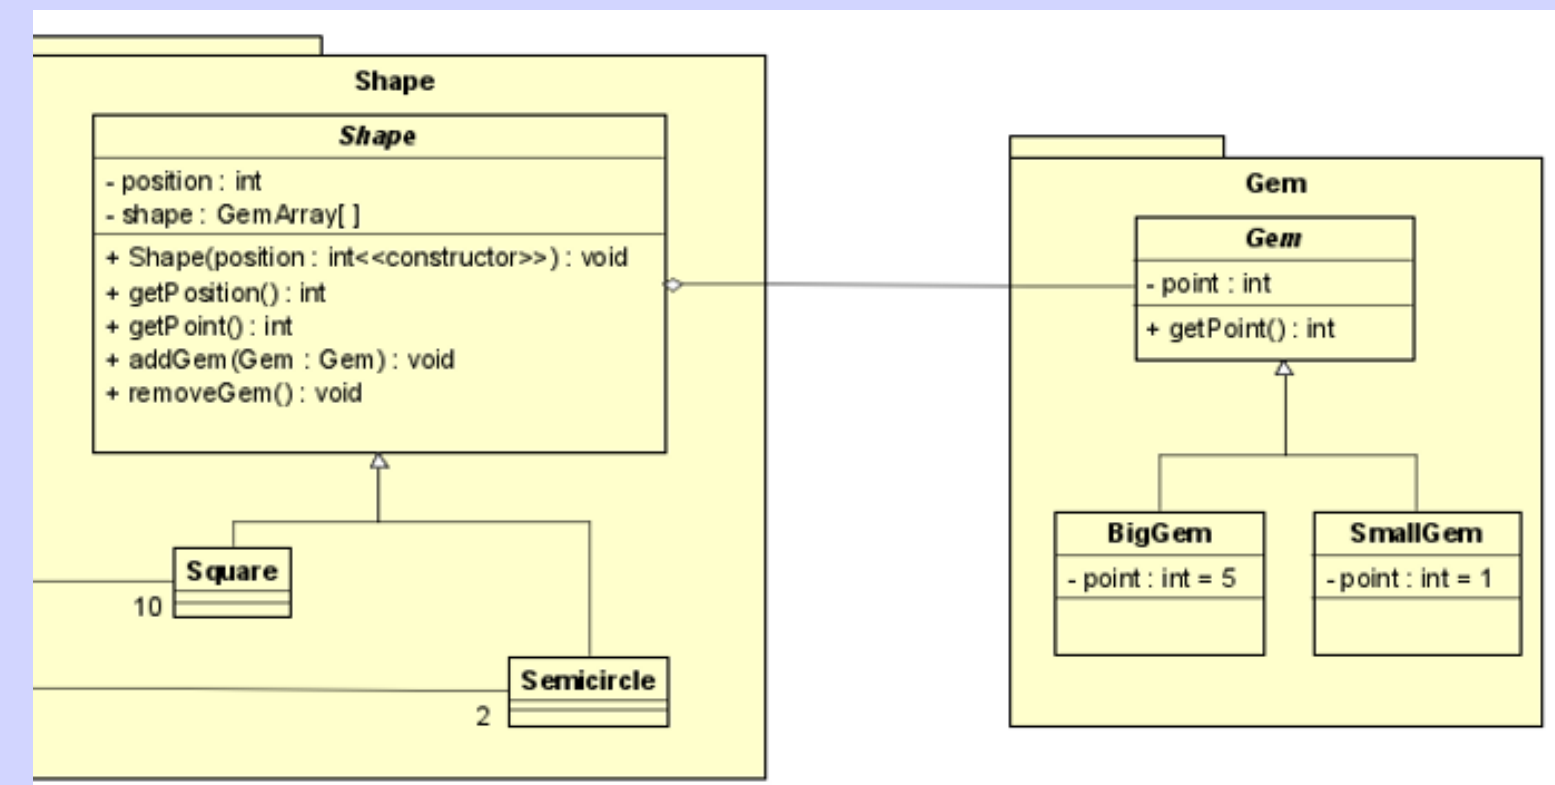 Shape
Shape
- position : int
- shape : GemArray[ ]
+ Shape(position : int<<constructor>>) : void
+ getPosition() : int
+ getPoint() : int
+ addGem(Gem : Gem) : void
+ removeGem() : void
Square
10
Semicircle
2
Gem
Gem
- point : int
+ getPoint() : int
BigGem
- point : int = 5
SmallGem
- point : int = 1